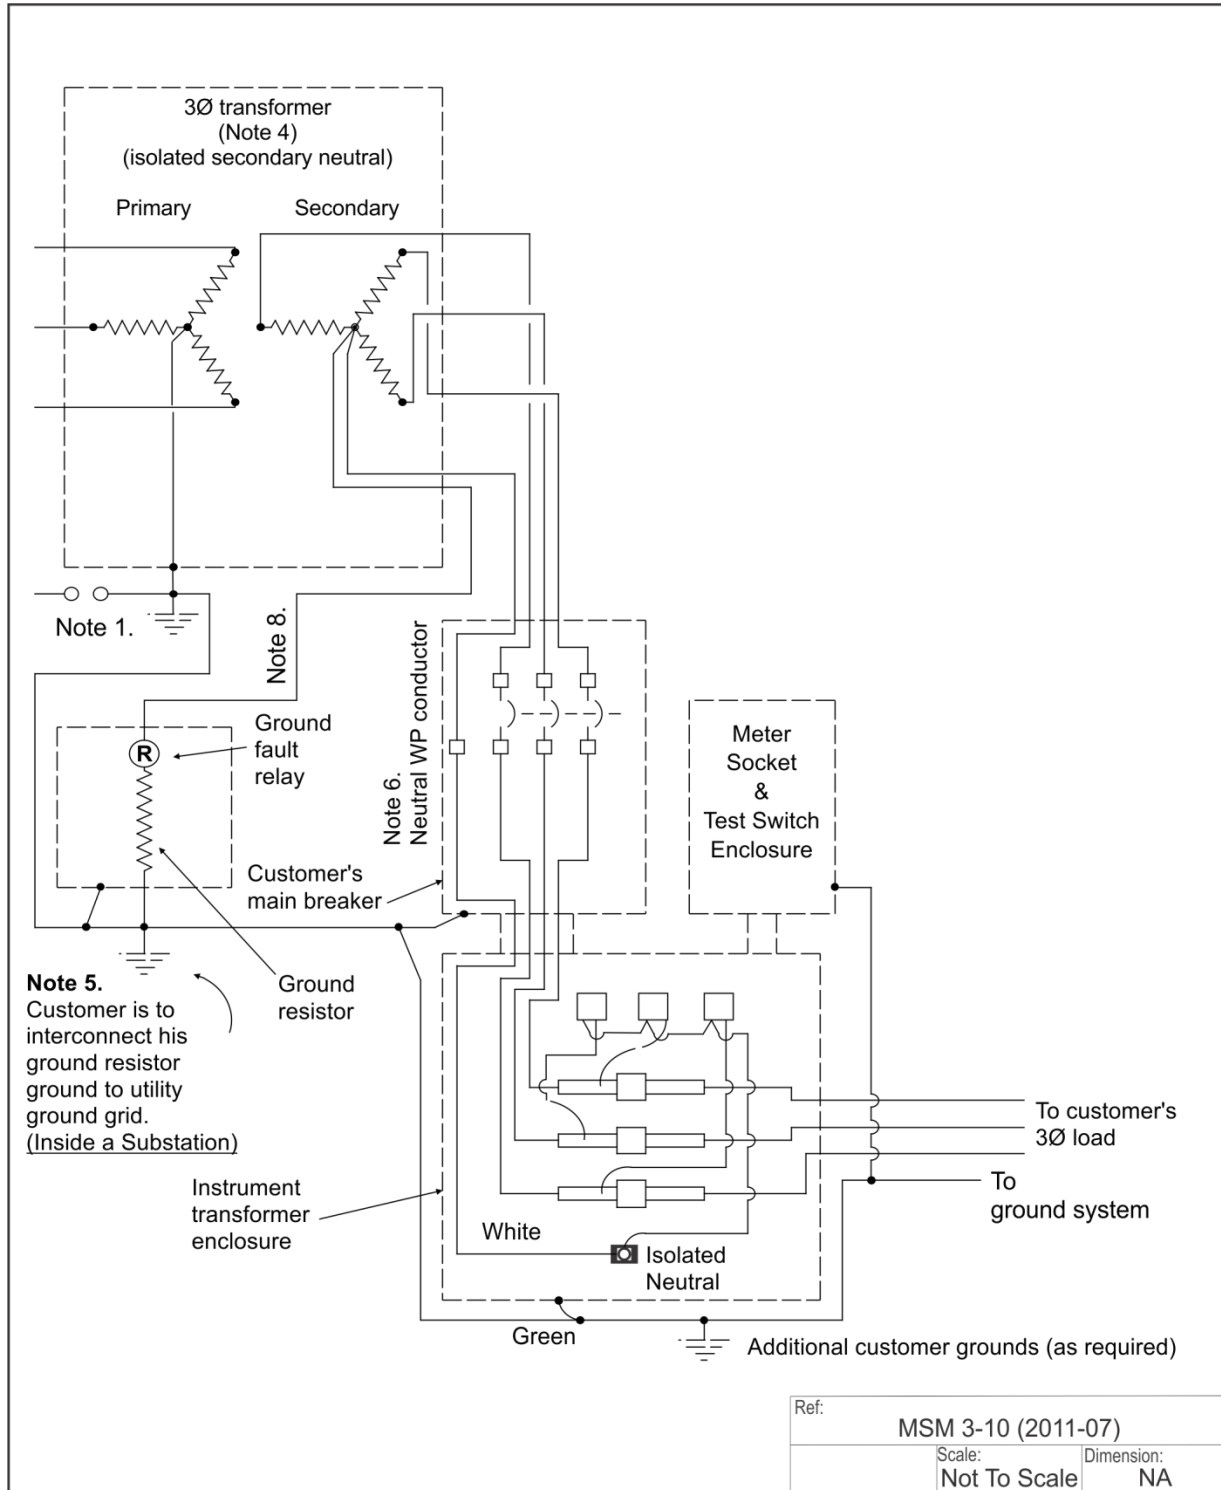 3Ø transformer
(Note 4)
(isolated secondary neutral)
Primary
Secondary
Note 1.
Note 8.
Ground
fault
relay
R
Note 6.
Neutral WP conductor
Meter
Socket
&
Test Switch
Enclosure
Customer's
main breaker
Note 5.
Customer is to
interconnect his
ground resistor
ground to utility
ground grid.
(Inside a Substation)
Ground
resistor
To customer's
3Ø load
Instrument
transformer
enclosure
To
ground system
White
Isolated
Neutral
Green
Additional customer grounds (as required)
Ref:
MSM 3-10 (2011-07)
Scale:
Not To Scale
Dimension:
NA